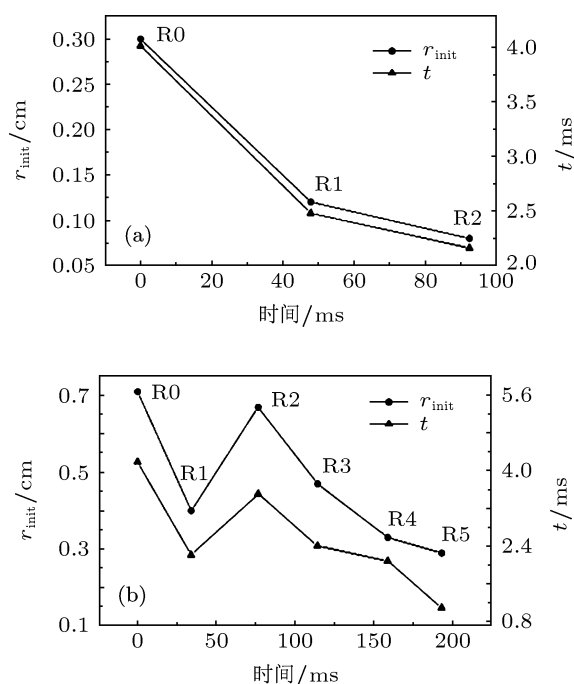 0.30
0.25
0.20
0.15
0.10
0.05
r_init/cm
R0
R1
R2
r_init
t
(a)
4.0
3.5
3.0
2.5
2.0
t/ms
0 20 40 60 80 100
时间/ms
0.7
0.5
0.3
0.1
r_init/cm
R0
R1
R2
R3
R4
R5
r_init
t
(b)
5.6
4.0
2.4
0.8
t/ms
0 50 100 150 200
时间/ms